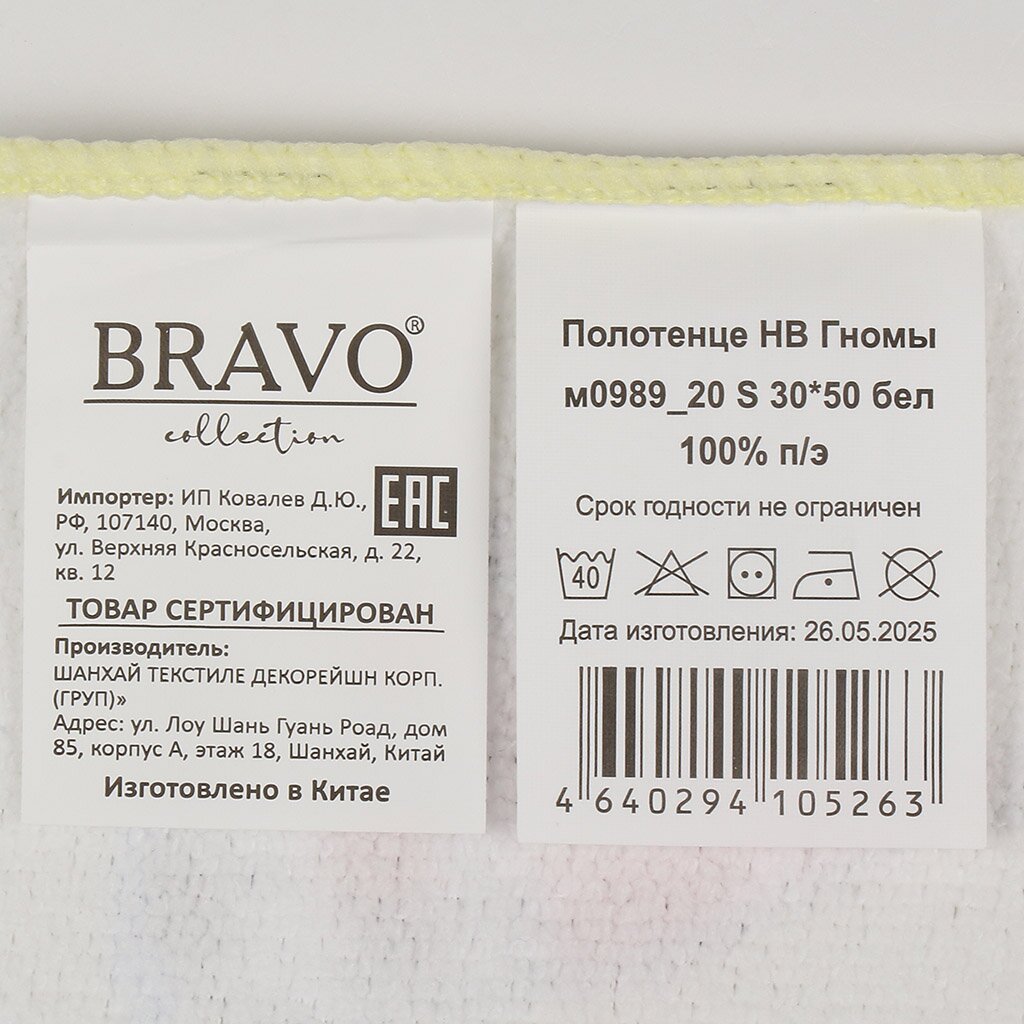 BRAVO®
collection
Импортер: ИП Ковалев Д.Ю.,
РФ, 107140, Москва,
ул. Верхняя Красносельская, д. 22,
кв. 12
EAC
ТОВАР СЕРТИФИЦИРОВАН
Производитель:
ШАНХАЙ ТЕКСТИЛЕ ДЕКОРЕЙШН КОРП.
(ГРУП)»
Адрес: ул. Лоу Шань Гуань Роад, дом
85, корпус А, этаж 18, Шанхай, Китай
Изготовлено в Китае
Полотенце НВ Гномы
м0989_20 S 30*50 бел
100% п/э
Срок годности не ограничен
40
Дата изготовления: 26.05.2025
4 640294 105263